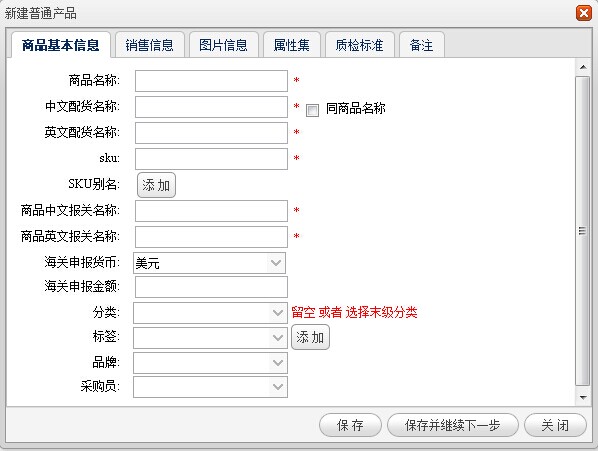 新建普通产品
商品基本信息 销售信息 图片信息 属性集 质检标准 备注
商品名称: *
中文配货名称: * 同商品名称
英文配货名称: *
sku: *
SKU别名: 添加
商品中文报关名称: *
商品英文报关名称: *
海关申报货币: 美元
海关申报金额:
分类: 留空 或者 选择末级分类
标签: 添加
品牌:
采购员:
保存 保存并继续下一步 关闭